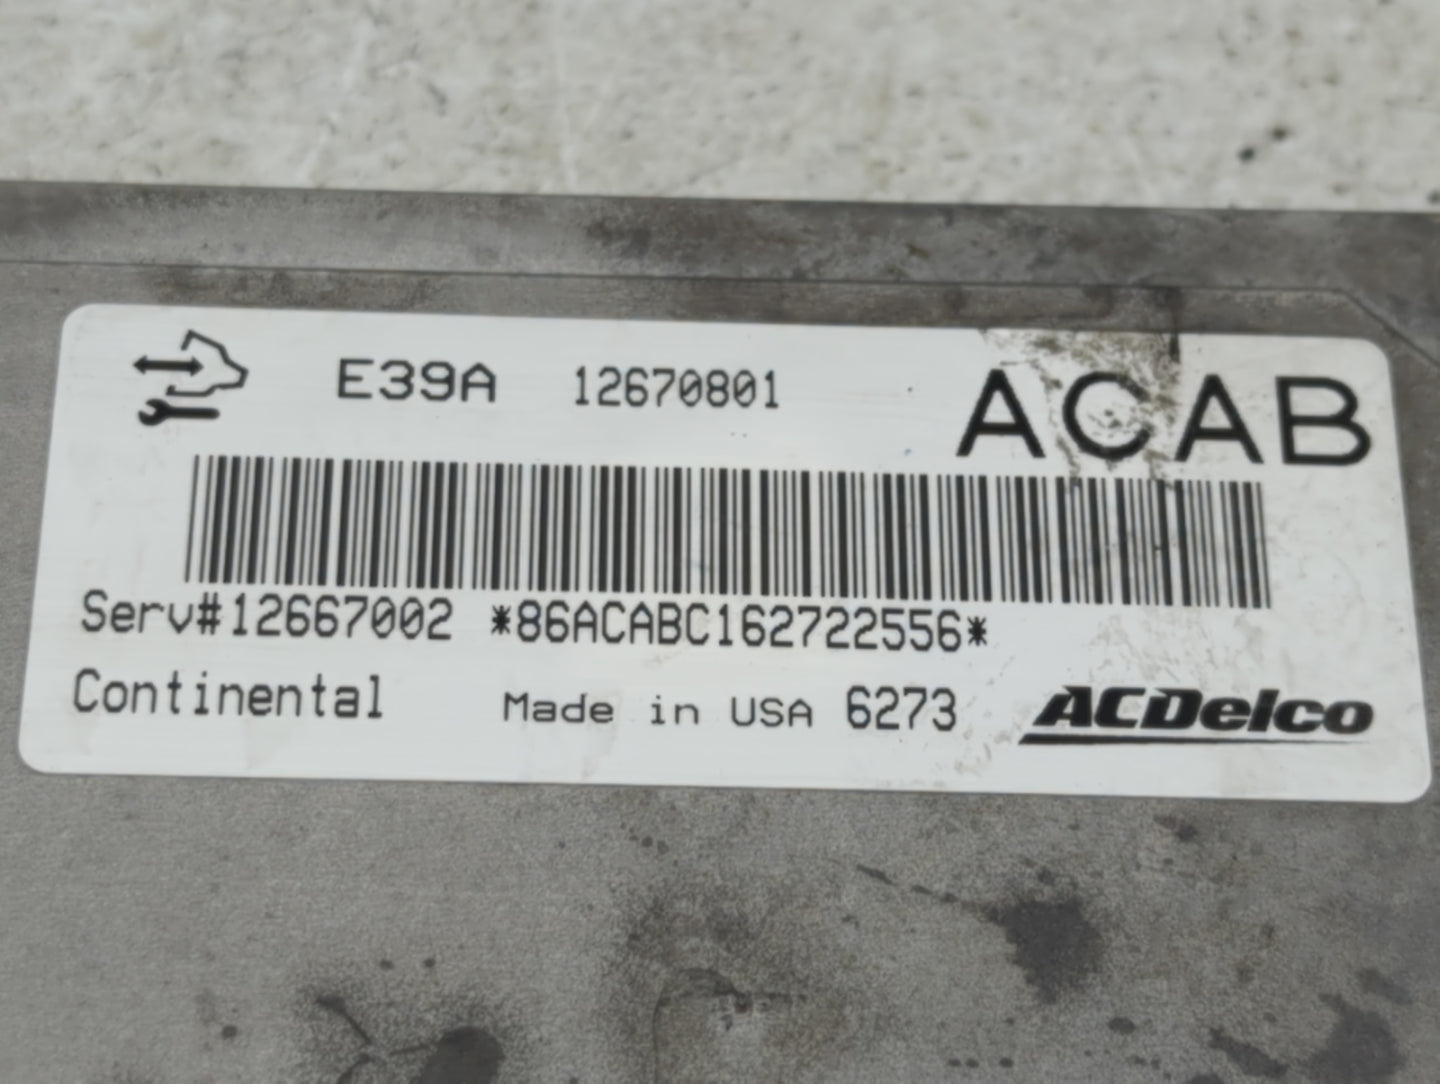 E39A 12670801 ACAB
Serv#12667002 *86ACABC162722556*
Continental Made in USA 6273 ACDelco